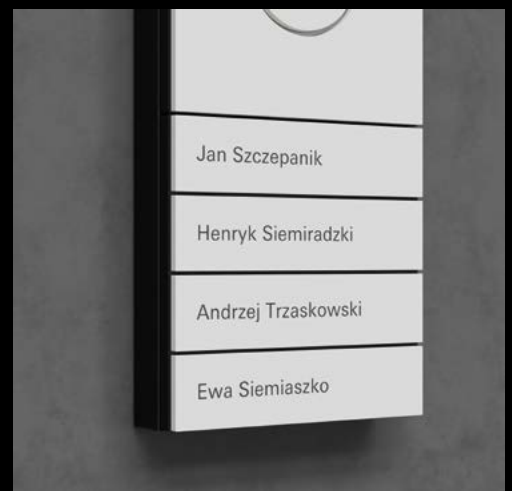 Jan Szczepanik
Henryk Siemiradzki
Andrzej Trzaskowski
Ewa Siemiaszko